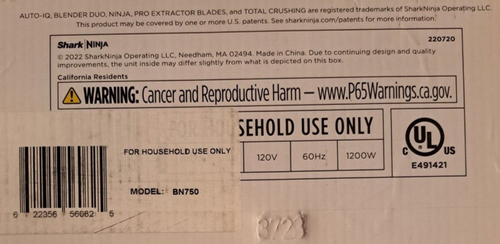 AUTO-IQ, BLENDER DUO, NINJA, PRO EXTRACTOR BLADES, and TOTAL CRUSHING are registered trademarks of SharkNinja Operating LLC.
This product may be covered by one or more U.S. patents. See sharkninja.com/patents for more information.
Shark | NINJA
220720
© 2022 SharkNinja Operating LLC, Needham, MA 02494. Made in China. Due to continuing design and quality
improvements, the unit inside may differ slightly from what is depicted on this box.
California Residents
WARNING: Cancer and Reproductive Harm – www.P65Warnings.ca.gov.
SEHOLD USE ONLY
FOR HOUSEHOLD USE ONLY
120V 60Hz 1200W
C UL US
E491421
MODEL: BN750
6 22356 56082 5
3/23